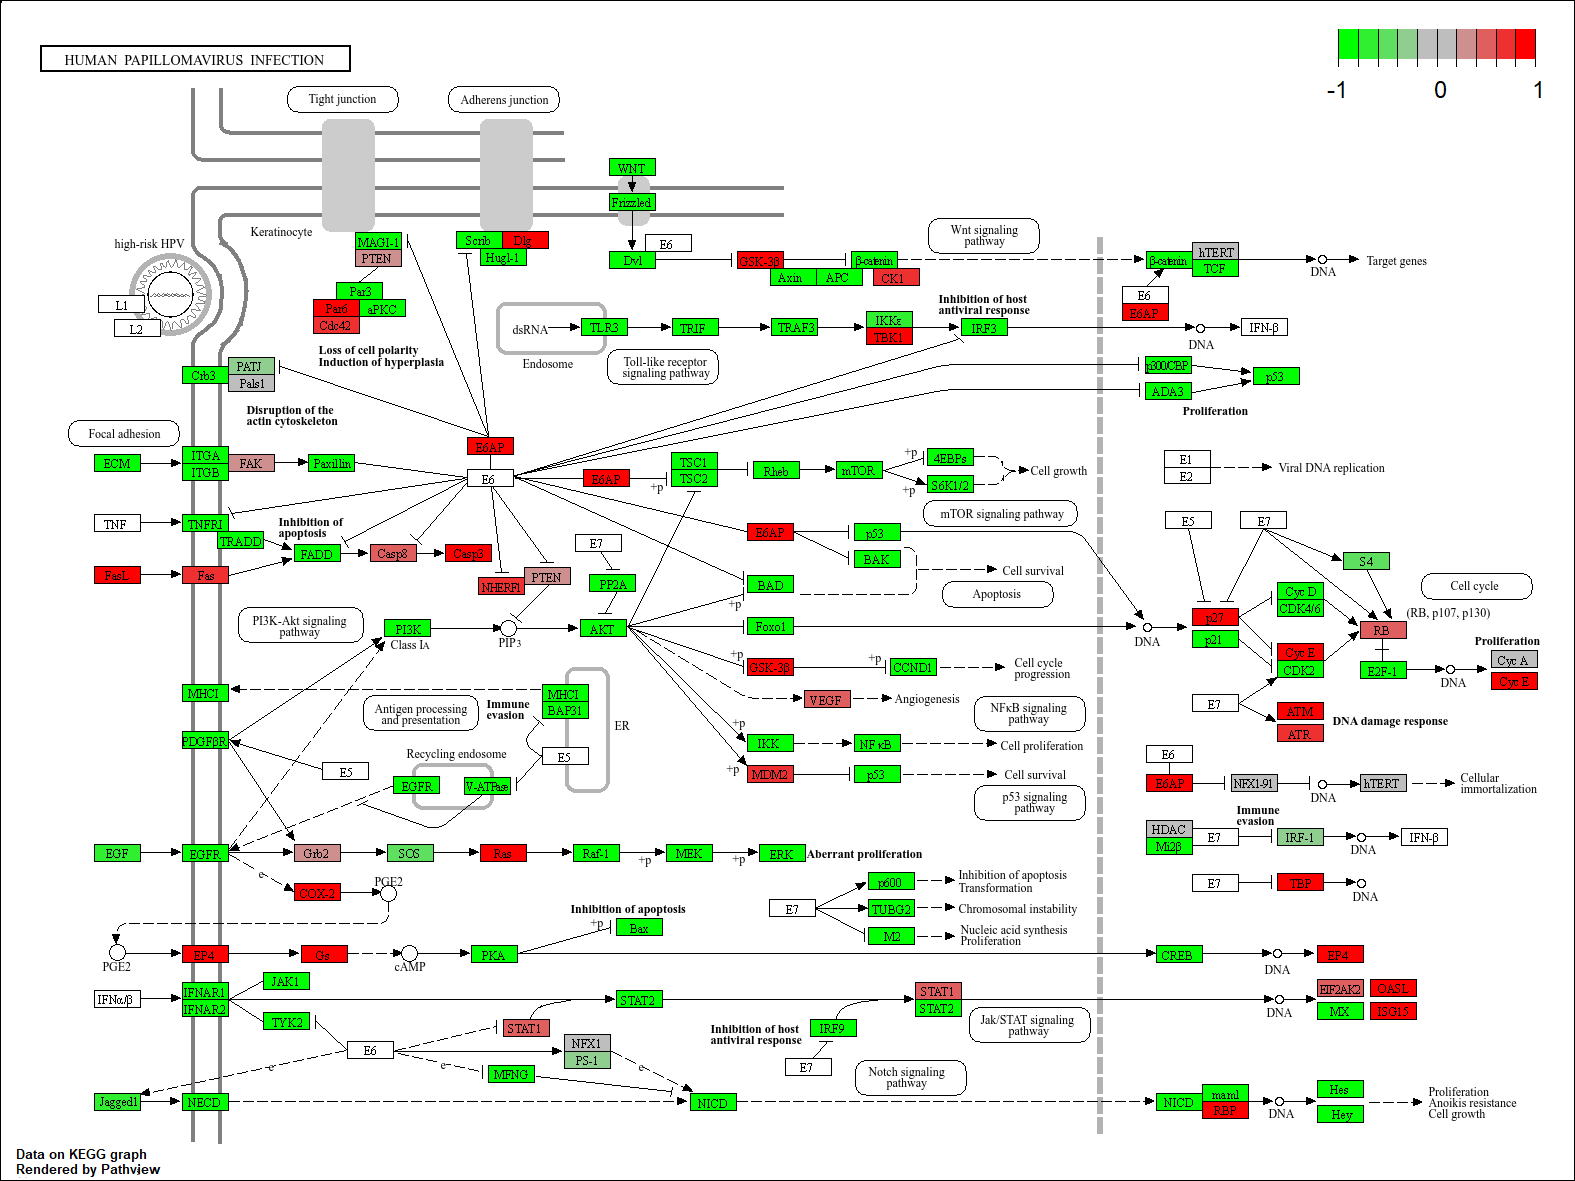 HUMAN PAPILLOMAVIRUS INFECTION
-1 0 1
Tight junction
Adherens junction
WNT
Frizzled
Keratinocyte
high-risk HPV
MAGI-1
PTEN
Scrib
Dlg
Hugl-1
E6
Dvl
GSK-3β
Axin
APC
β-catenin
CK1
Wnt signaling
pathway
β-catenin
hTERT
TCF
DNA
Target genes
E6
E6AP
L1
L2
Par3
Par6
aPKC
Cdc42
Loss of cell polarity
Induction of hyperplasia
dsRNA
Endosome
TLR3
TRIF
TRAF3
IKKε
TBK1
IRF3
Inhibition of host
antiviral response
DNA
IFN-β
Toll-like receptor
signaling pathway
Crb3
PATJ
Pals1
Disruption of the
actin cytoskeleton
p300/CBP
ADA3
p53
Proliferation
Focal adhesion
ECM
ITGA
ITGB
FAK
Paxillin
E6AP
E6
E6AP
+p
TSC1
TSC2
Rheb
mTOR
+p
+p
4EBPs
S6K1/2
Cell growth
mTOR signaling pathway
E1
E2
Viral DNA replication
TNF
TNFR1
TRADD
Inhibition of
apoptosis
FADD
Casp8
Casp3
FasL
Fas
NHERF1
PTEN
E7
PP2A
E6AP
p53
BAK
BAD
+p
Cell survival
Apoptosis
E5
E7
S4
Cell cycle
(RB, p107, p130)
PI3K-Akt signaling
pathway
PI3K
Class IA
PIP3
AKT
Foxo1
DNA
p27
p21
Cyc D
CDK4/6
Cyc E
CDK2
RB
E2F-1
DNA
Proliferation
Cyc A
Cyc E
+p
GSK-3β
+p
CCND1
Cell cycle
progression
VEGF
Angiogenesis
E7
ATM
ATR
DNA damage response
MHCI
Antigen processing
and presentation
Immune
evasion
MHCI
BAP31
ER
NFκB signaling
pathway
PDGFβR
E5
E5
Recycling endosome
EGFR
V-ATPase
+p
IKK
NFκB
Cell proliferation
+p
MDM2
p53
Cell survival
p53 signaling
pathway
E6
E6AP
NFX1-91
DNA
hTERT
Cellular
immortalization
Immune
evasion
HDAC
Mi2β
E7
IRF-1
DNA
IFN-β
EGF
EGFR
Grb2
SOS
Ras
Raf-1
+p
MEK
+p
ERK
Aberrant proliferation
e
COX-2
PGE2
E7
TBP
DNA
E7
p600
Inhibition of apoptosis
Transformation
TUBG2
Chromosomal instability
M2
Nucleic acid synthesis
Proliferation
Inhibition of apoptosis
+p
Bax
PGE2
EP4
Gs
cAMP
PKA
CREB
DNA
EP4
IFNα/β
IFNAR1
IFNAR2
JAK1
TYK2
STAT2
STAT1
E6
NFX1
PS-1
Inhibition of host
antiviral response
IRF9
E7
STAT1
STAT2
Jak/STAT signaling
pathway
DNA
EIF2AK2
OASL
MX
ISG15
e
e
MFNG
e
Notch signaling
pathway
Jagged1
NECD
NICD
NICD
maml
RBP
DNA
Hes
Hey
Proliferation
Anoikis resistance
Cell growth
Data on KEGG graph
Rendered by Pathview